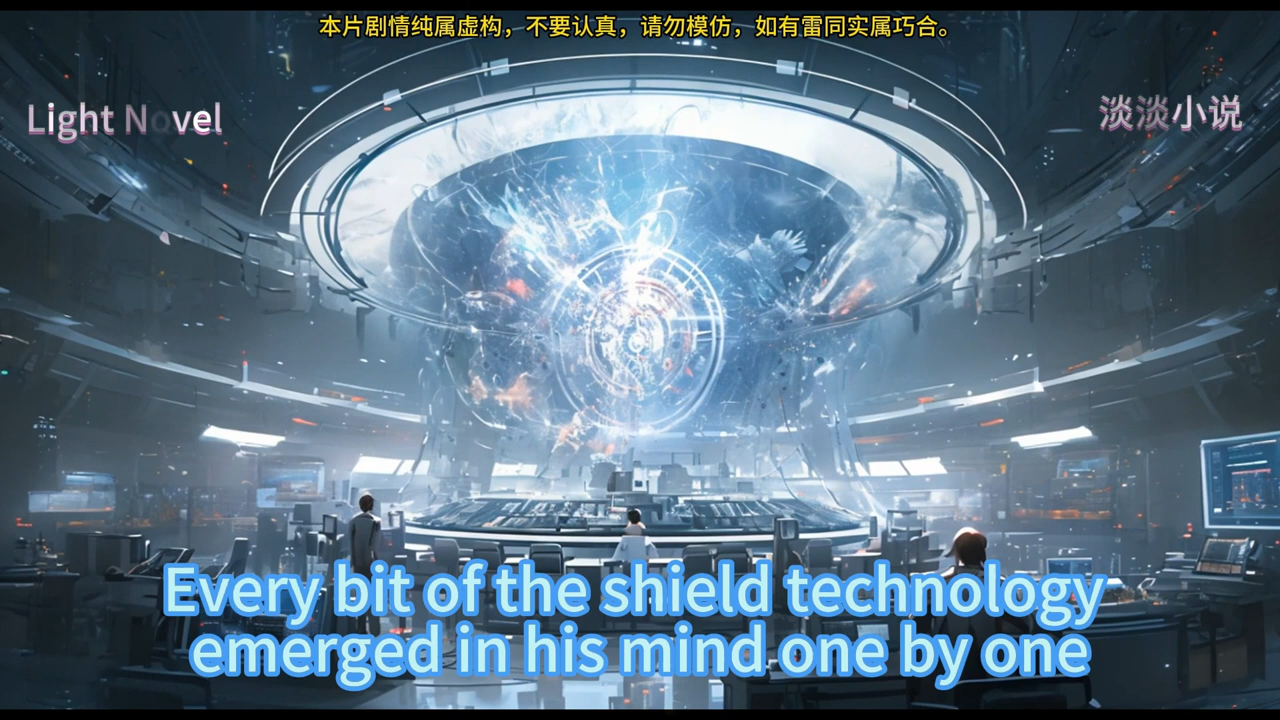 本片剧情纯属虚构，不要认真，请勿模仿，如有雷同实属巧合。
Light Novel
淡淡小说
Every bit of the shield technology
emerged in his mind one by one